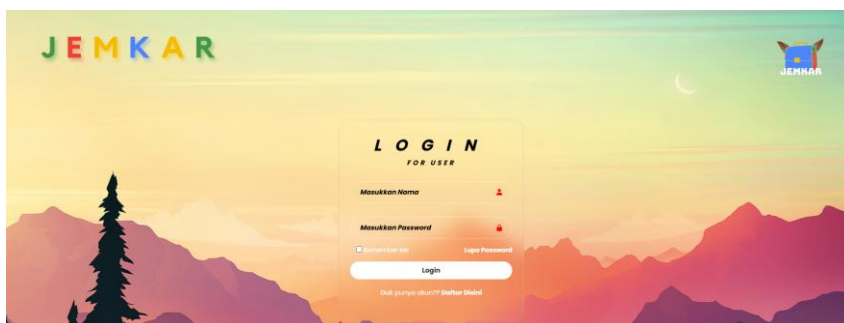 JEMKAR
JEMKAR
LOGIN
FOR USER
Masukkan Nama
Masukkan Password
Remember Me Lupa Password
Login
Gak punya akun?? Daftar Disini